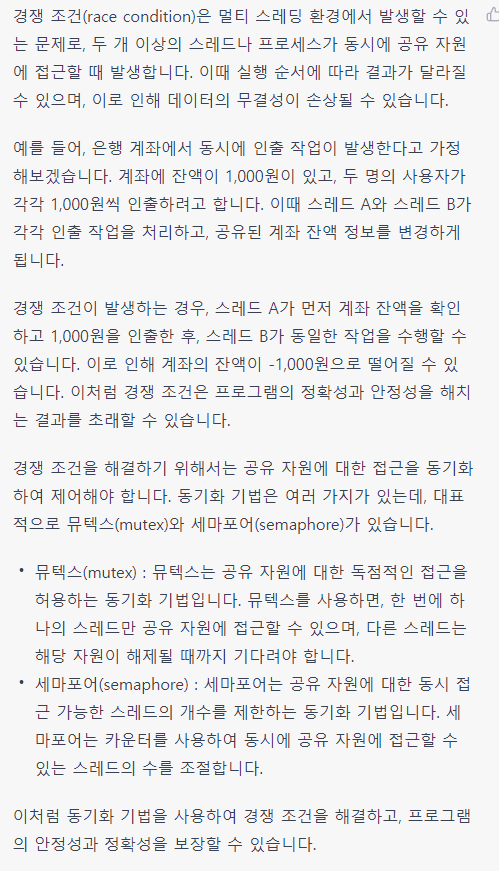 경쟁 조건(race condition)은 멀티 스레딩 환경에서 발생할 수 있
는 문제로, 두 개 이상의 스레드나 프로세스가 동시에 공유 자원
에 접근할 때 발생합니다. 이때 실행 순서에 따라 결과가 달라질
수 있으며, 이로 인해 데이터의 무결성이 손상될 수 있습니다.
예를 들어, 은행 계좌에서 동시에 인출 작업이 발생한다고 가정
해보겠습니다. 계좌에 잔액이 1,000원이 있고, 두 명의 사용자가
각각 1,000원씩 인출하려고 합니다. 이때 스레드 A와 스레드 B가
각각 인출 작업을 처리하고, 공유된 계좌 잔액 정보를 변경하게
됩니다.
경쟁 조건이 발생하는 경우, 스레드 A가 먼저 계좌 잔액을 확인
하고 1,000원을 인출한 후, 스레드 B가 동일한 작업을 수행할 수
있습니다. 이로 인해 계좌의 잔액이 -1,000원으로 떨어질 수 있
습니다. 이처럼 경쟁 조건은 프로그램의 정확성과 안정성을 해치
는 결과를 초래할 수 있습니다.
경쟁 조건을 해결하기 위해서는 공유 자원에 대한 접근을 동기화
하여 제어해야 합니다. 동기화 기법은 여러 가지가 있는데, 대표
적으로 뮤텍스(mutex)와 세마포어(semaphore)가 있습니다.
• 뮤텍스(mutex) : 뮤텍스는 공유 자원에 대한 독점적인 접근을
허용하는 동기화 기법입니다. 뮤텍스를 사용하면, 한 번에 하
나의 스레드만 공유 자원에 접근할 수 있으며, 다른 스레드는
해당 자원이 해제될 때까지 기다려야 합니다.
• 세마포어(semaphore) : 세마포어는 공유 자원에 대한 동시 접
근 가능한 스레드의 개수를 제한하는 동기화 기법입니다. 세
마포어는 카운터를 사용하여 동시에 공유 자원에 접근할 수
있는 스레드의 수를 조절합니다.
이처럼 동기화 기법을 사용하여 경쟁 조건을 해결하고, 프로그램
의 안정성과 정확성을 보장할 수 있습니다.